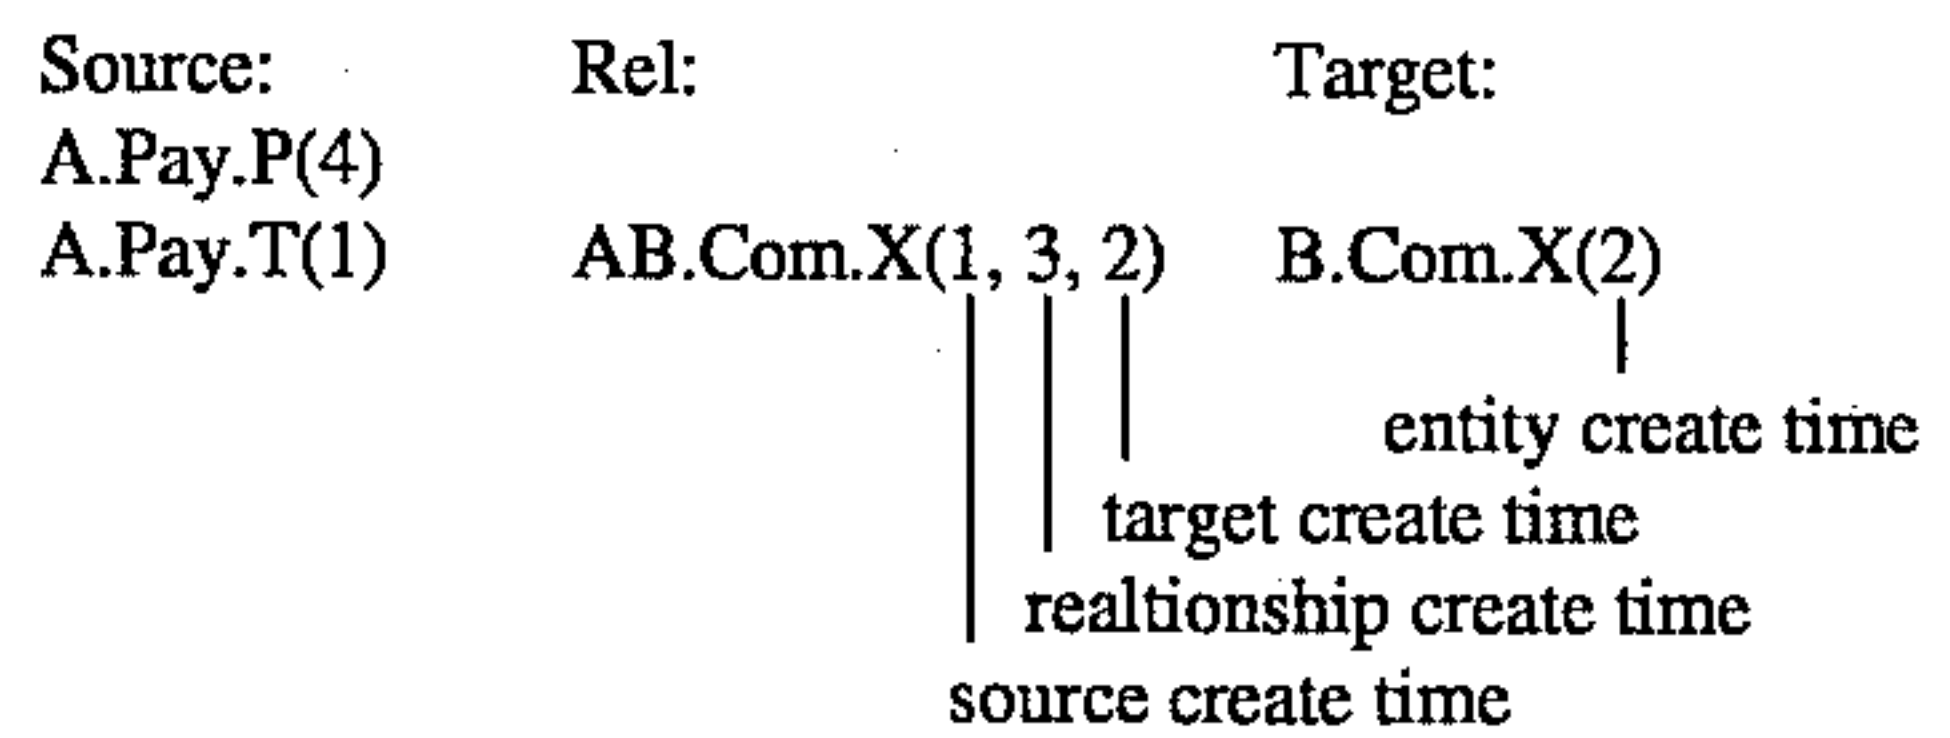 Source: Rel: Target:
A.Pay.P(4)
A.Pay.T(1) AB.Com.X(1, 3, 2) B.Com.X(2)
entity create time
target create time
realtionship create time
source create time